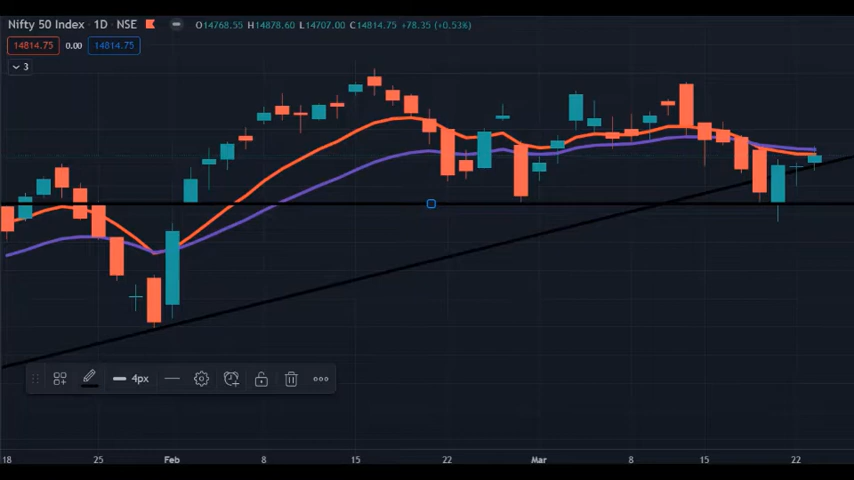 Nifty 50 Index · 1D · NSE O14768.55 H14878.60 L14707.00 C14814.75 +78.35 (+0.53%)
14814.75 0.00 14814.75
3
4px
18 25 Feb 8 15 22 Mar 8 15 22